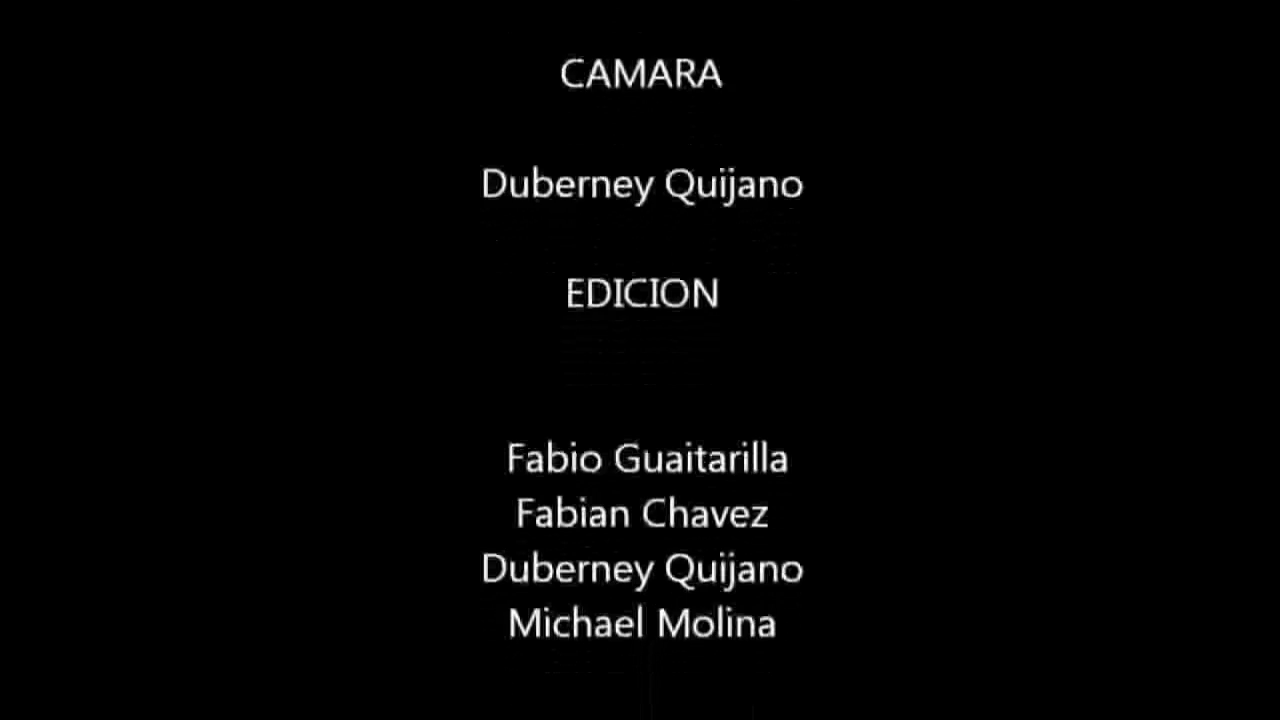 CAMARA
Duberney Quijano
EDICION
Fabio Guaitarilla
Fabian Chavez
Duberney Quijano
Michael Molina